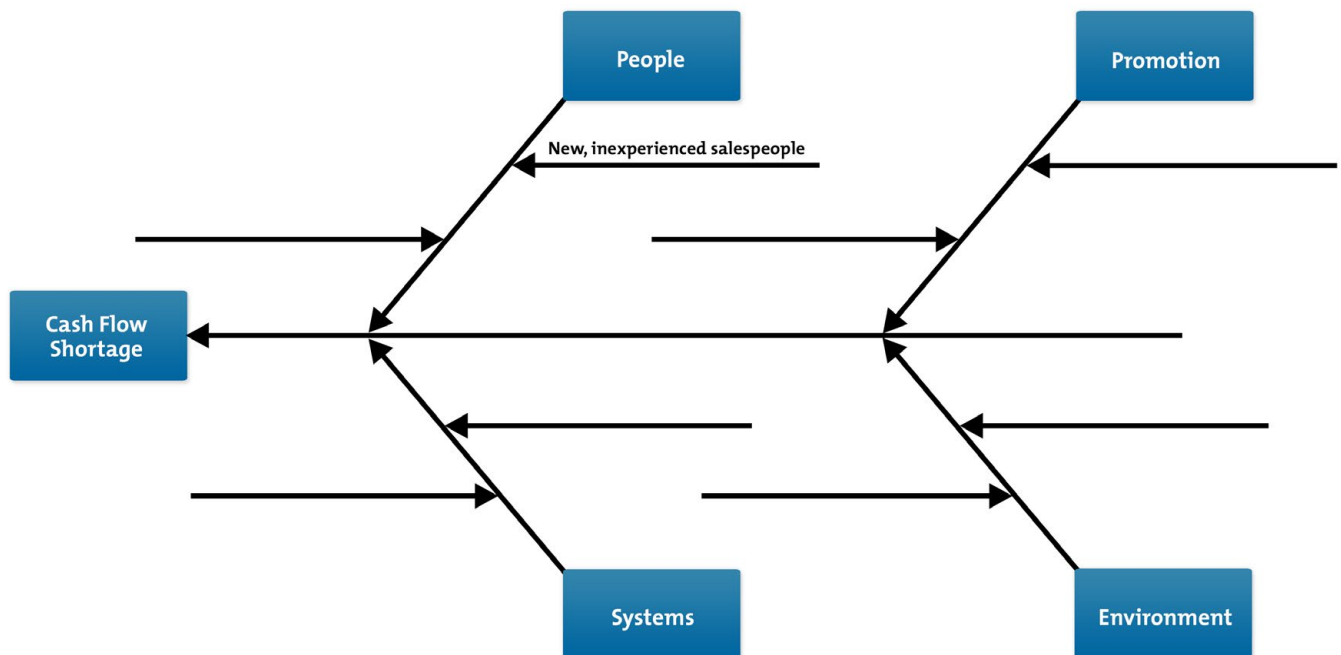 People
Promotion
New, inexperienced salespeople
Cash Flow
Shortage
Systems
Environment